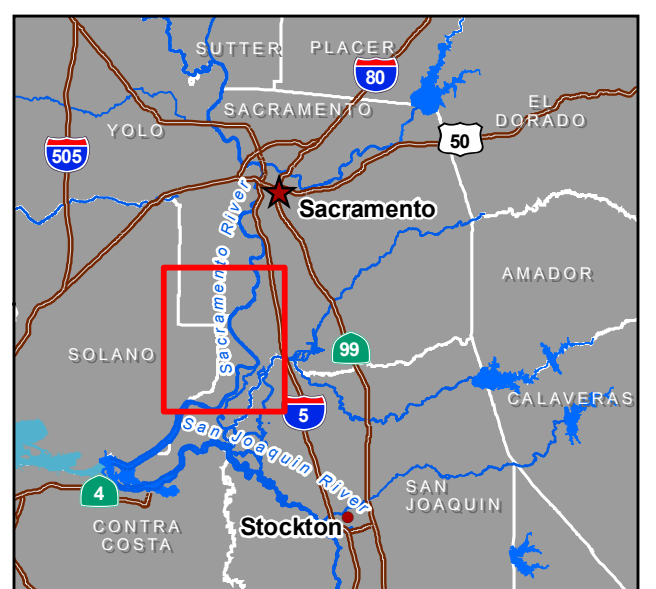 SUTTER
PLACER
80
SACRAMENTO
EL
DORADO
YOLO
50
505
Sacramento
Sacramento River
AMADOR
SOLANO
99
CALAVERAS
5
San Joaquin River
4
SAN
JOAQUIN
CONTRA
COSTA
Stockton